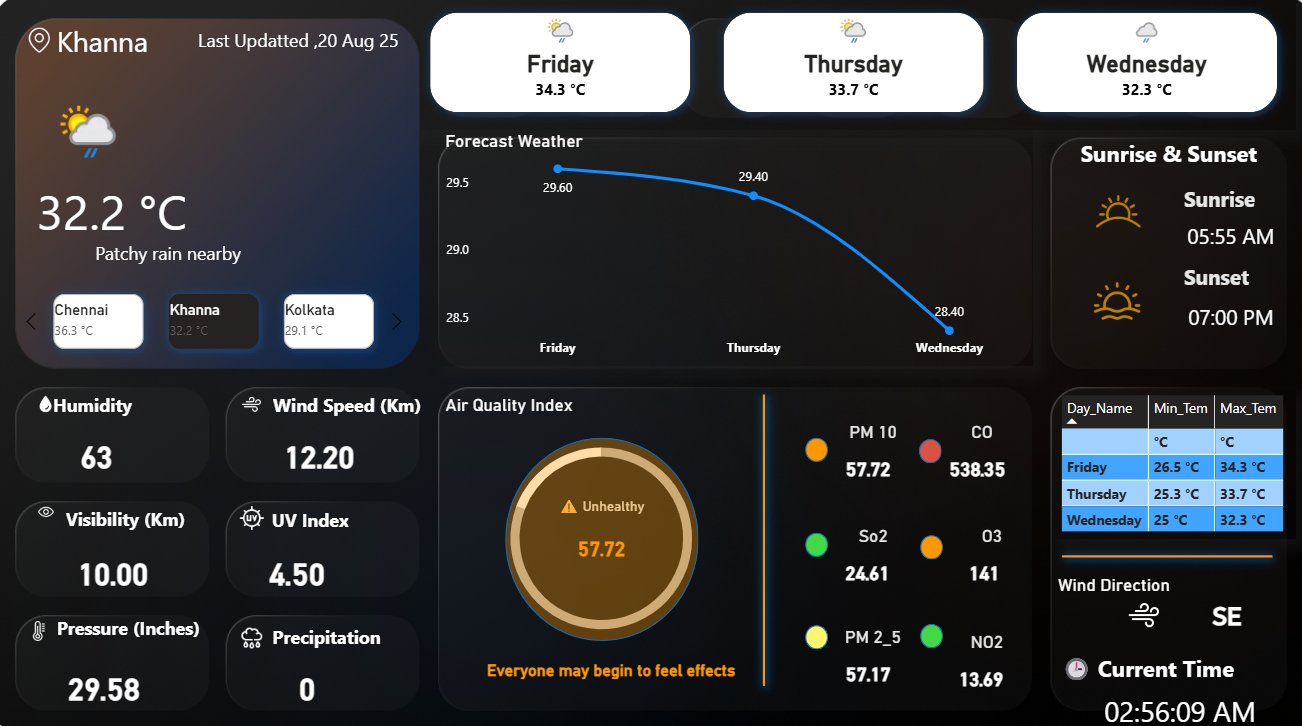 Khanna
Last Updatted ,20 Aug 25
32.2 °C
Patchy rain nearby
Chennai
36.3 °C
Khanna
32.2 °C
Kolkata
29.1 °C
Friday
34.3 °C
Thursday
33.7 °C
Wednesday
32.3 °C
Forecast Weather
29.5
29.0
28.5
29.60
29.40
28.40
Friday
Thursday
Wednesday
Sunrise & Sunset
Sunrise
05:55 AM
Sunset
07:00 PM
Humidity
63
Wind Speed (Km)
12.20
Visibility (Km)
10.00
UV
UV Index
4.50
Pressure (Inches)
29.58
Precipitation
0
Air Quality Index
Unhealthy
57.72
Everyone may begin to feel effects
PM 10
57.72
CO
538.35
So2
24.61
O3
141
PM 2_5
57.17
NO2
13.69
Day_Name Min_Tem Max_Tem
°C °C
Friday 26.5 °C 34.3 °C
Thursday 25.3 °C 33.7 °C
Wednesday 25 °C 32.3 °C
Wind Direction
SE
Current Time
02:56:09 AM